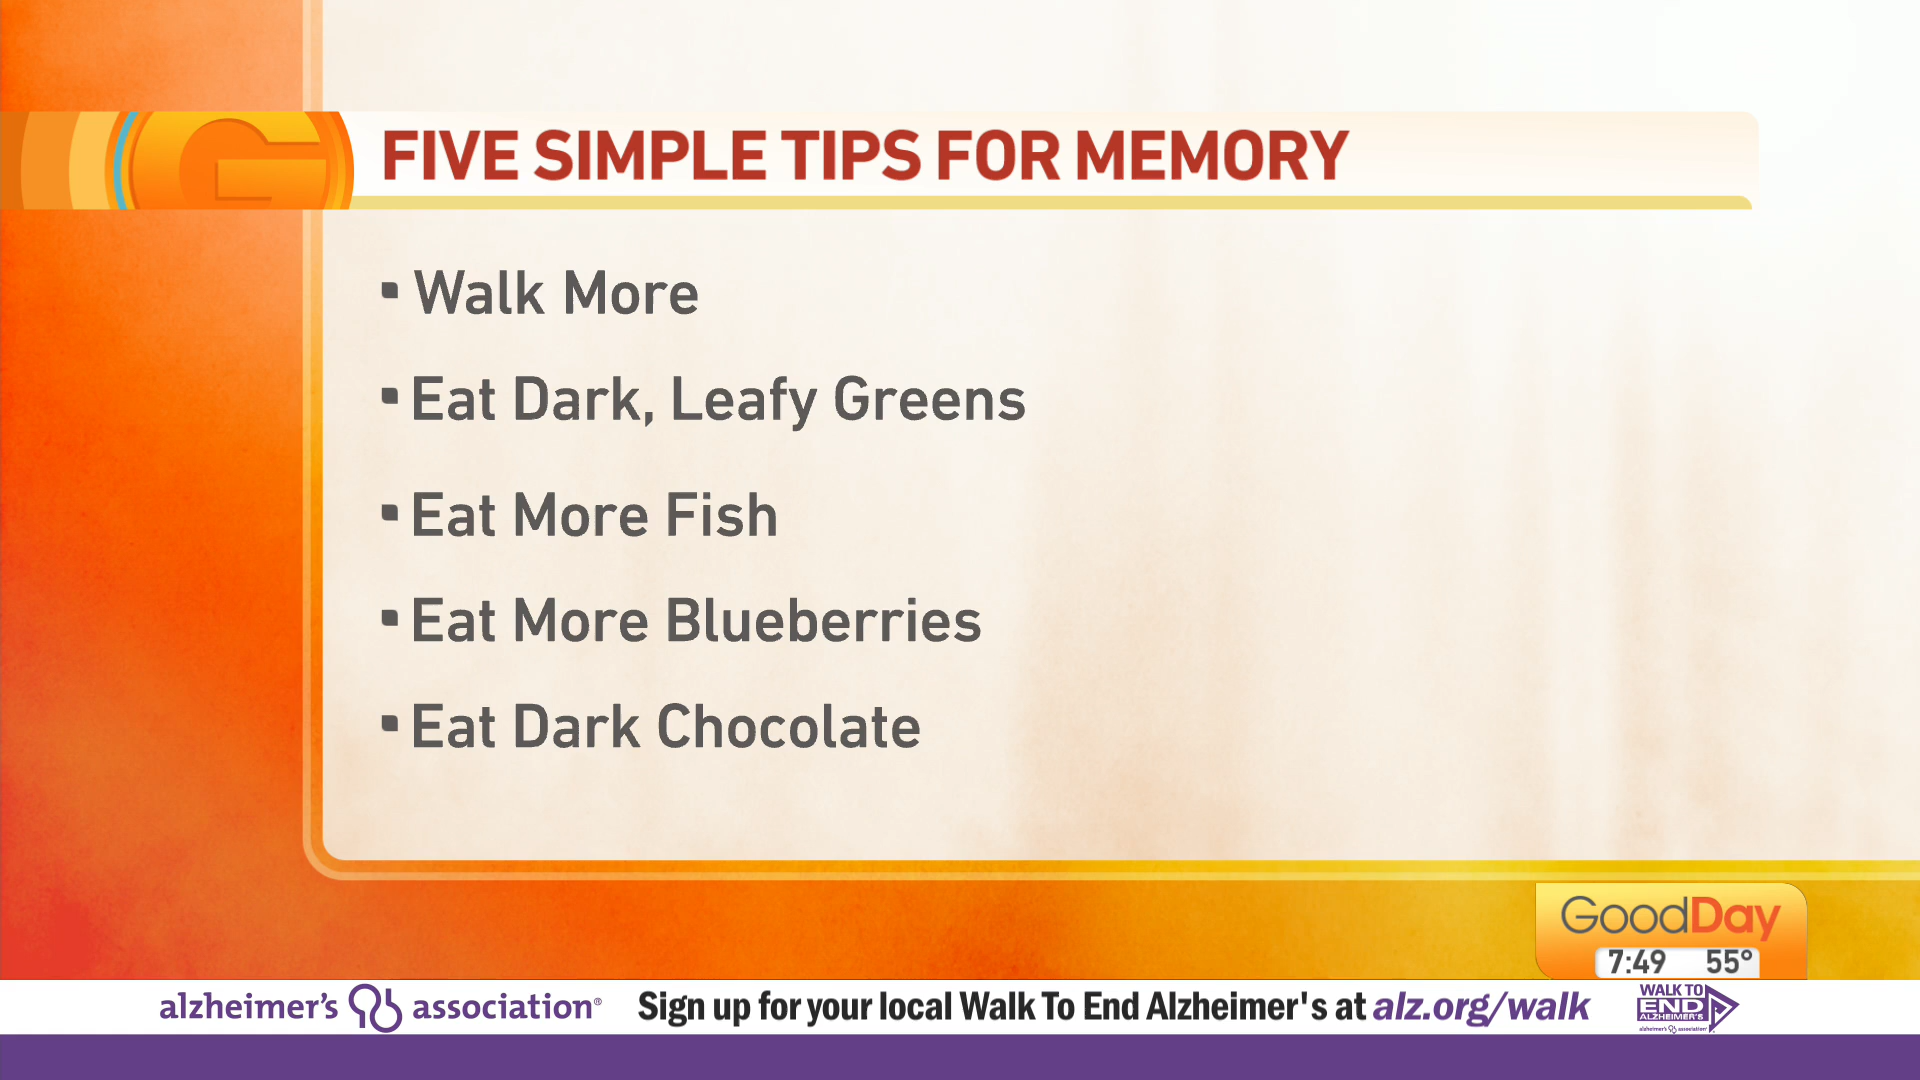 G
FIVE SIMPLE TIPS FOR MEMORY
▪ Walk More
▪ Eat Dark, Leafy Greens
▪ Eat More Fish
▪ Eat More Blueberries
▪ Eat Dark Chocolate
GoodDay
7:49 55°
alzheimer's association®
Sign up for your local Walk To End Alzheimer's at alz.org/walk
WALK TO
END
ALZHEIMER'S
alzheimer's association